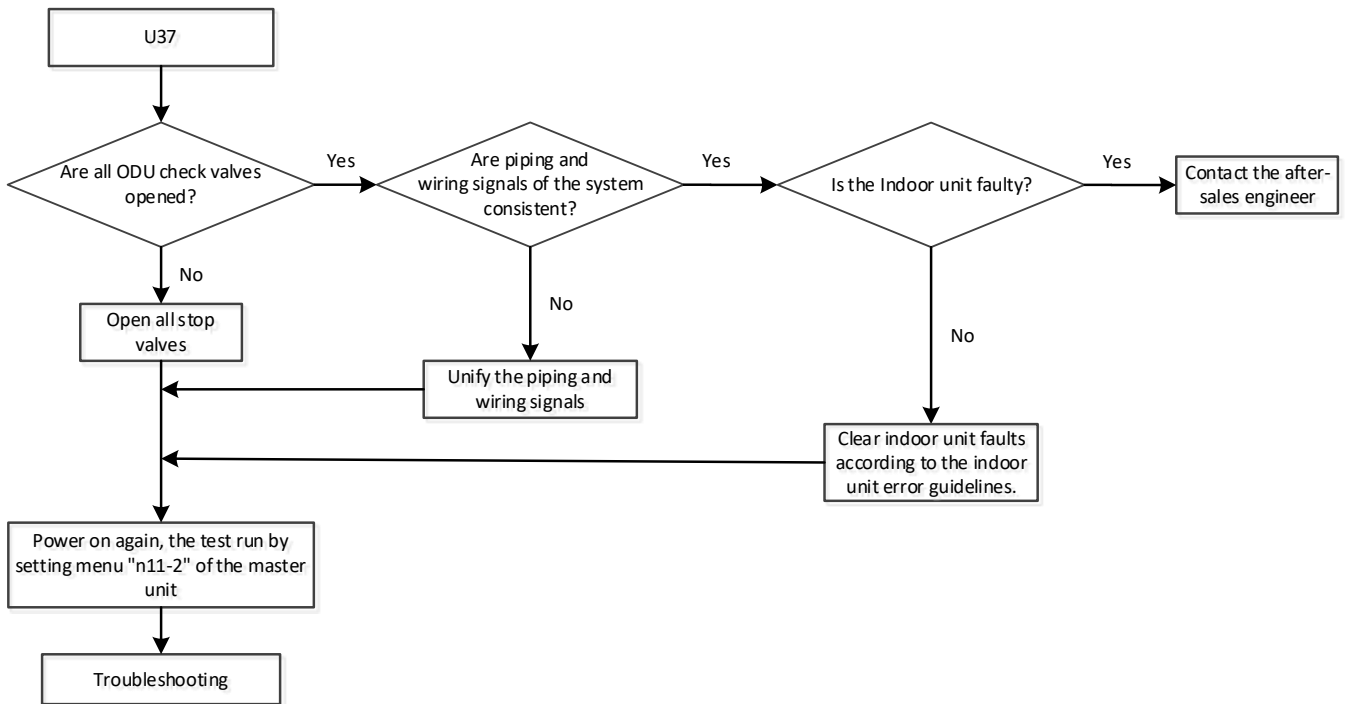 U37
Are all ODU check valves
opened?
Yes
Are piping and
wiring signals of the system
consistent?
Yes
Is the Indoor unit faulty?
Yes
Contact the after-
sales engineer
No
Open all stop
valves
No
Unify the piping and
wiring signals
No
Clear indoor unit faults
according to the indoor
unit error guidelines.
Power on again, the test run by
setting menu "n11-2" of the master
unit
Troubleshooting